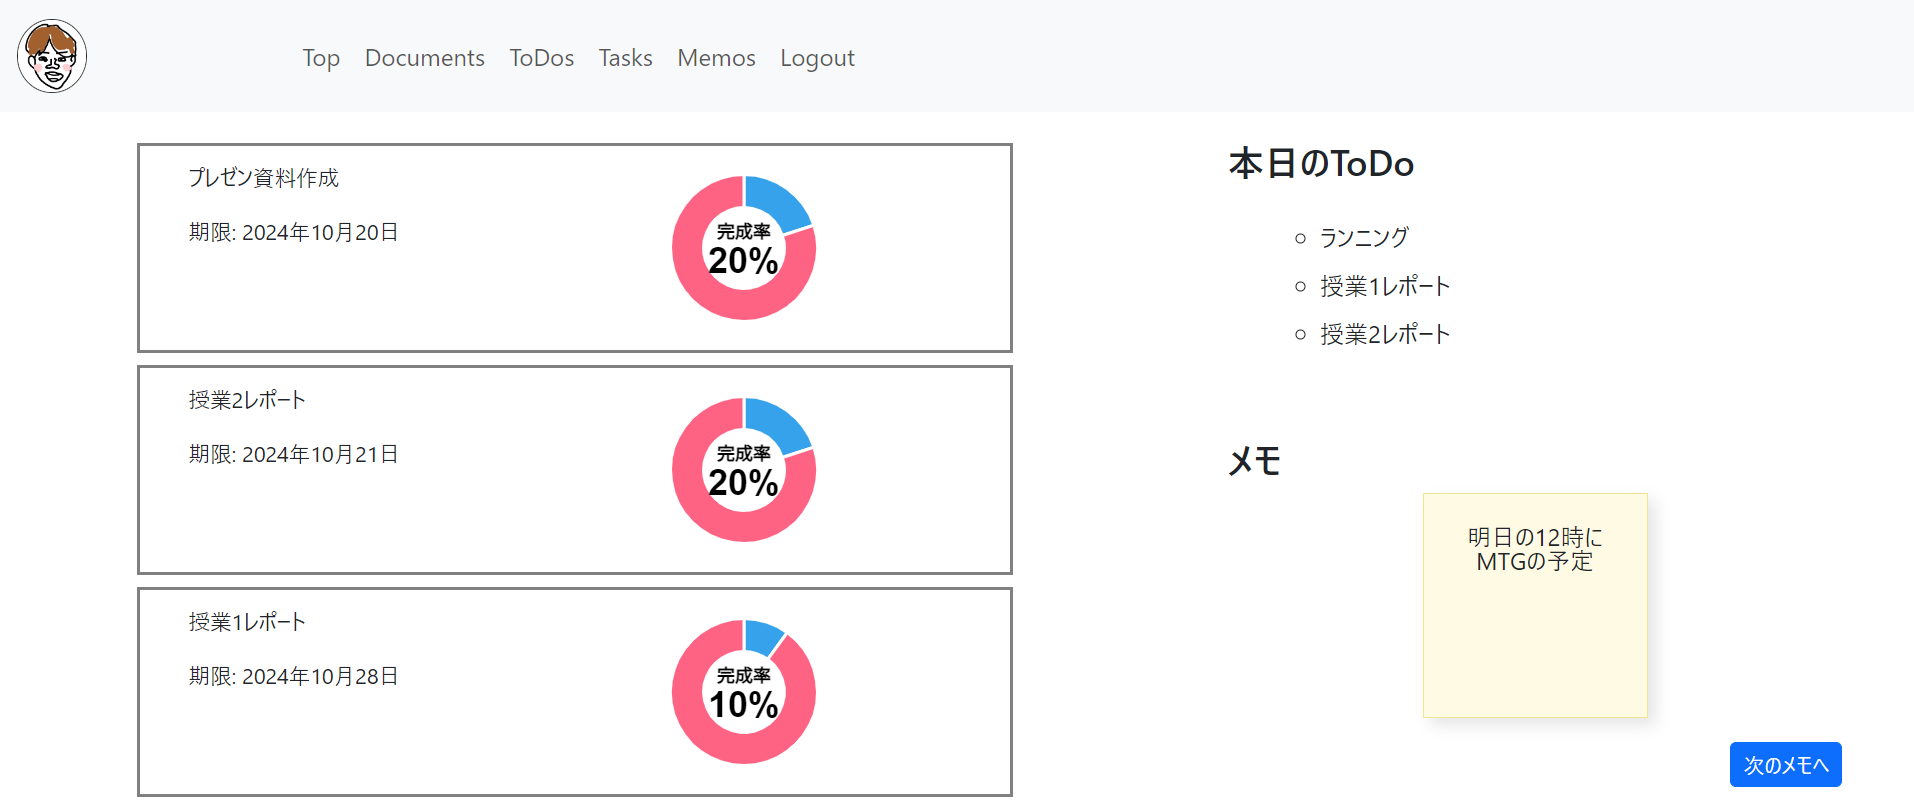 Top Documents ToDos Tasks Memos Logout
プレゼン資料作成
期限: 2024年10月20日
完成率
20%
授業2レポート
期限: 2024年10月21日
完成率
20%
授業1レポート
期限: 2024年10月28日
完成率
10%
本日のToDo
ランニング
授業1レポート
授業2レポート
メモ
明日の12時に
MTGの予定
次のメモへ